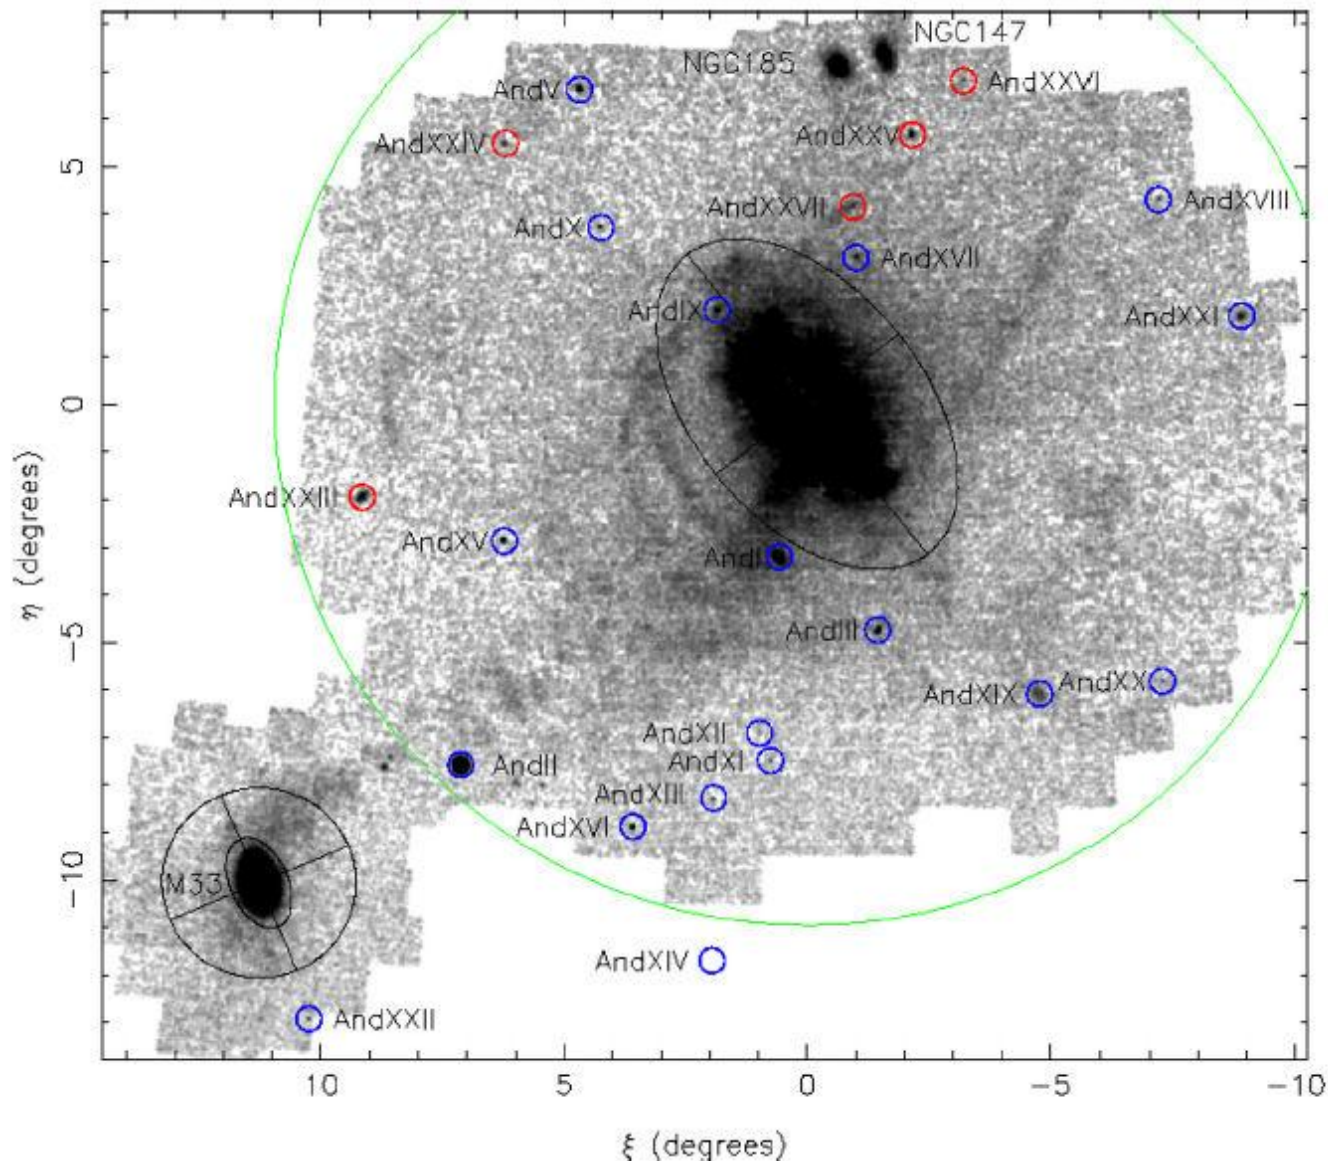 NGC147
NGC185
AndXXVI
AndV
AndXXV
AndXXIV
AndXVIII
AndXXVII
AndX
AndXVII
AndIX
AndXXI
AndXXIII
AndXV
AndI
AndIII
AndXIX
AndXX
AndXII
AndXI
AndII
AndXIII
AndXVI
M33
AndXIV
AndXXII
5
0
−5
−10
η (degrees)
10
5
0
−5
−10
ξ (degrees)